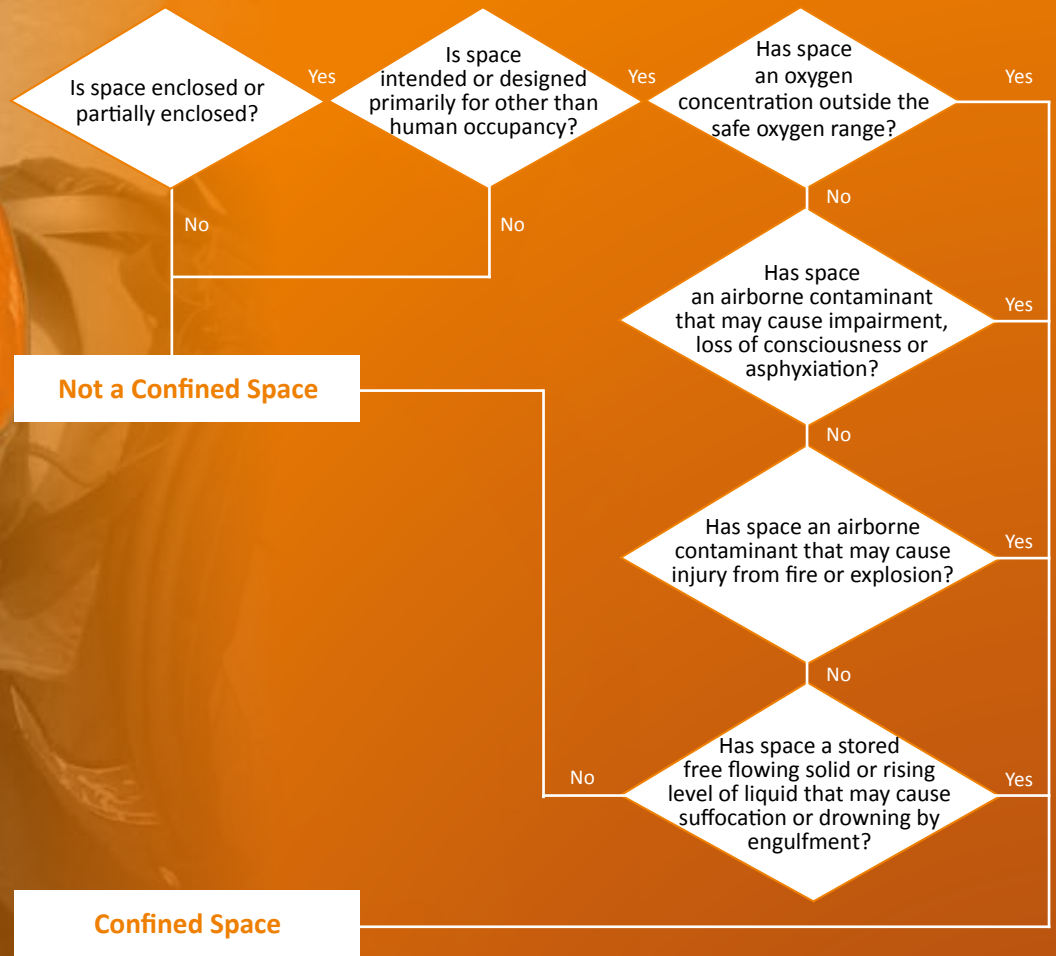 Is space enclosed or
partially enclosed?
Yes
No
Is space
intended or designed
primarily for other than
human occupancy?
Yes
No
Has space
an oxygen
concentration outside the
safe oxygen range?
Yes
No
Has space
an airborne contaminant
that may cause impairment,
loss of consciousness or
asphyxiation?
Yes
No
Not a Confined Space
Has space an airborne
contaminant that may cause
injury from fire or explosion?
Yes
No
Has space a stored
free flowing solid or rising
level of liquid that may cause
suffocation or drowning by
engulfment?
No
Yes
Confined Space